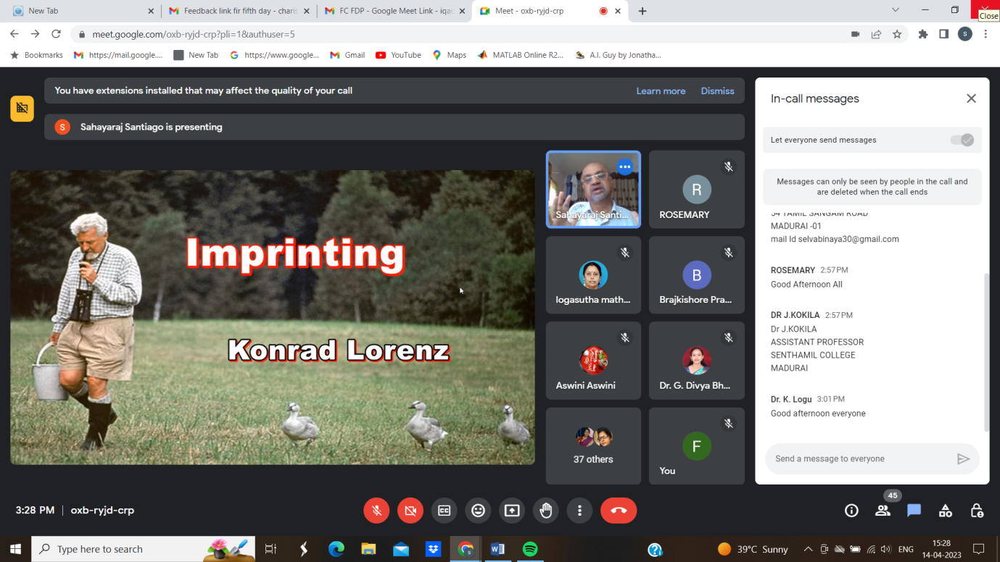 New Tab
Feedback link fir fifth day - charis
FC FDP - Google Meet Link - iqac
Meet - oxb-ryjd-crp
Close
meet.google.com/oxb-ryjd-crp?pli=1&authuser=5
S
Bookmarks
https://mail.google....
New Tab
https://www.google...
Gmail
YouTube
Maps
MATLAB Online R2...
A.I. Guy by Jonatha...
You have extensions installed that may affect the quality of your call
Learn more
Dismiss
S
Sahayaraj Santiago is presenting
Imprinting
Konrad Lorenz
Sahayaraj Santi...
R
ROSEMARY
logasutha math...
B
Brajkishore Pra...
Aswini Aswini
Dr. G. Divya Bh...
37 others
F
You
In-call messages
Let everyone send messages
Messages can only be seen by people in the call and
are deleted when the call ends
54 TAMIL SANGAM ROAD
MADURAI -01
mail Id selvabinaya30@gmail.com
ROSEMARY 2:57 PM
Good Afternoon All
DR J.KOKILA 2:57 PM
Dr J.KOKILA
ASSISTANT PROFESSOR
SENTHAMIL COLLEGE
MADURAI
Dr. K. Logu 3:01 PM
Good afternoon everyone
Send a message to everyone
3:28 PM | oxb-ryjd-crp
45
Type here to search
39°C Sunny
ENG
15:28
14-04-2023